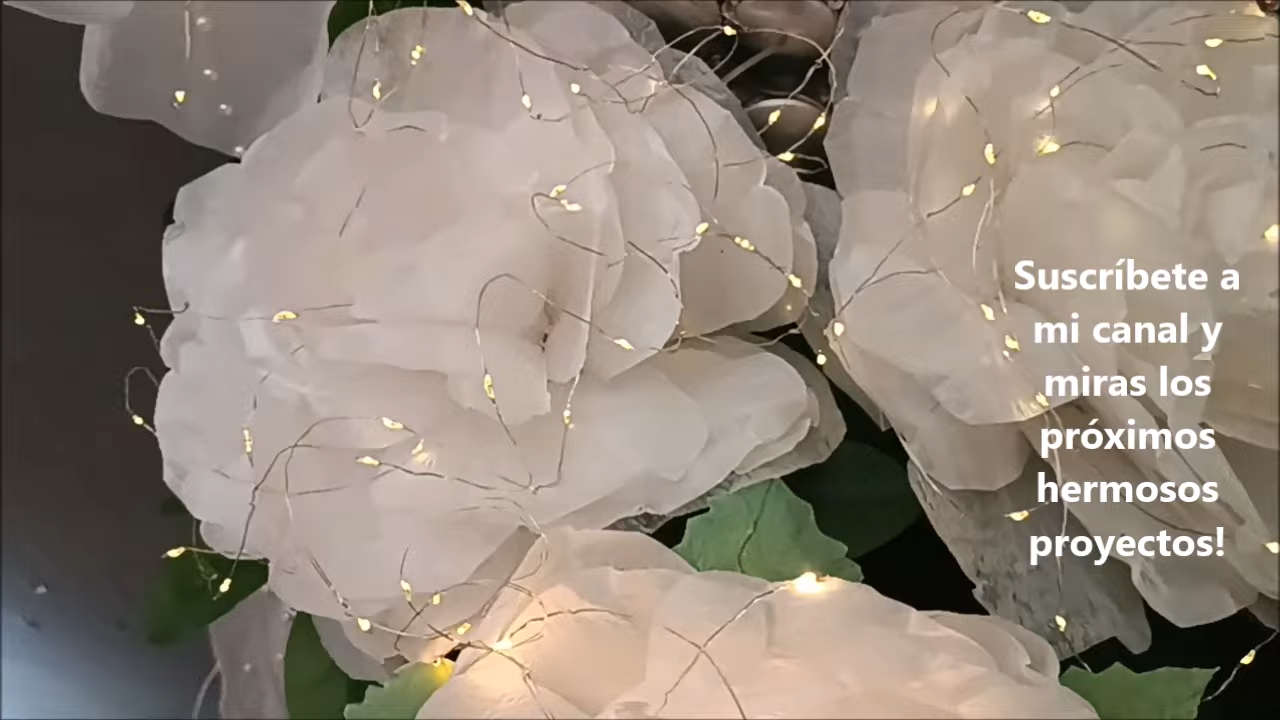 Suscríbete a
mi canal y
miras los
próximos
hermosos
proyectos!